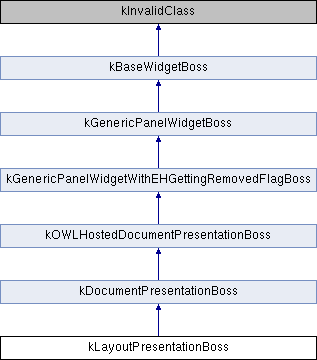 kInvalidClass
kBaseWidgetBoss
kGenericPanelWidgetBoss
kGenericPanelWidgetWithEHGettingRemovedFlagBoss
kOWLHostedDocumentPresentationBoss
kDocumentPresentationBoss
kLayoutPresentationBoss